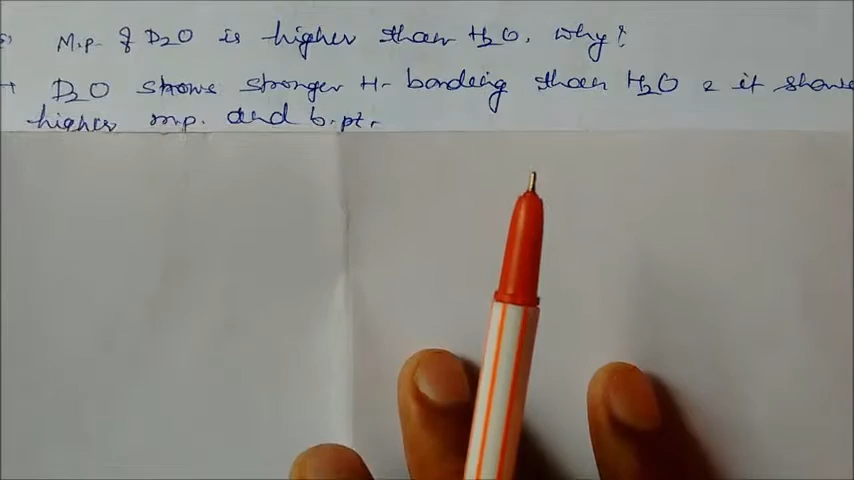 M.p. of D2O is higher than H2O. why?
D2O shows stronger H-bonding than H2O & it shows
higher m.p. and b.pt.